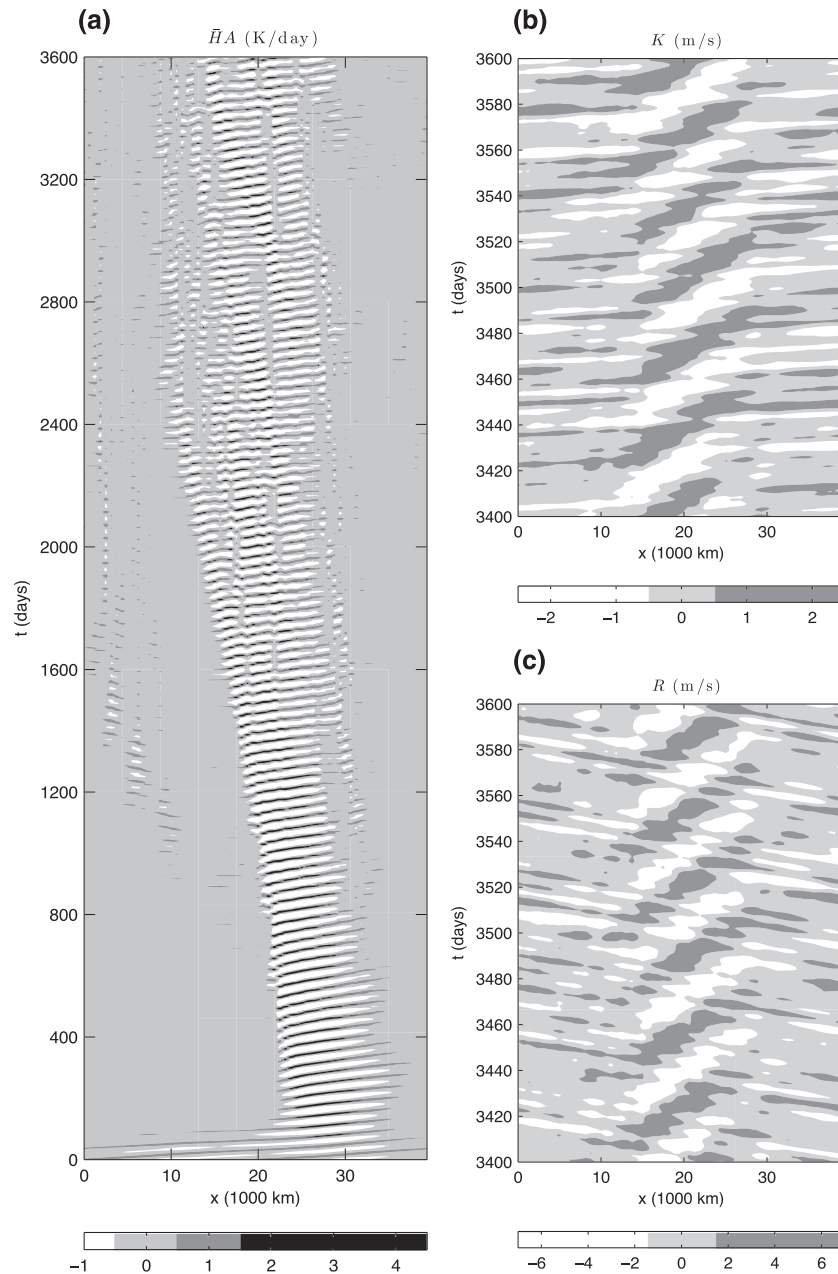 (a)
H̄A (K/day)
3600
3200
2800
2400
2000
1600
1200
800
400
0
t (days)
0 10 20 30
x (1000 km)
−1 0 1 2 3 4
(b)
K (m/s)
3600
3580
3560
3540
3520
3500
3480
3460
3440
3420
3400
t (days)
0 10 20 30
x (1000 km)
−2 −1 0 1 2
(c)
R (m/s)
3600
3580
3560
3540
3520
3500
3480
3460
3440
3420
3400
t (days)
0 10 20 30
x (1000 km)
−6 −4 −2 0 2 4 6